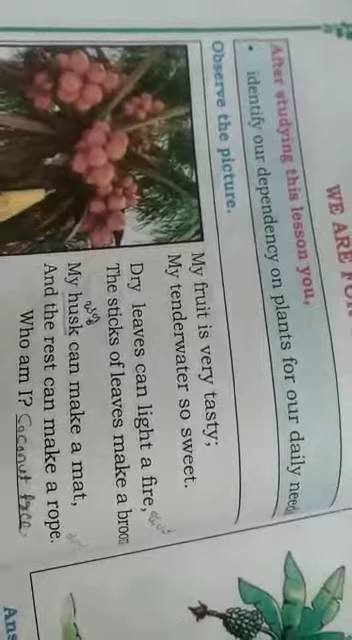 WE ARE FOR
After studying this lesson you,
• identify our dependency on plants for our daily need
Observe the picture.
My fruit is very tasty;
My tenderwater so sweet.
Dry leaves can light a fire,
The sticks of leaves make a broom
My husk can make a mat,
And the rest can make a rope.
Who am I? Coconut tree
Ans